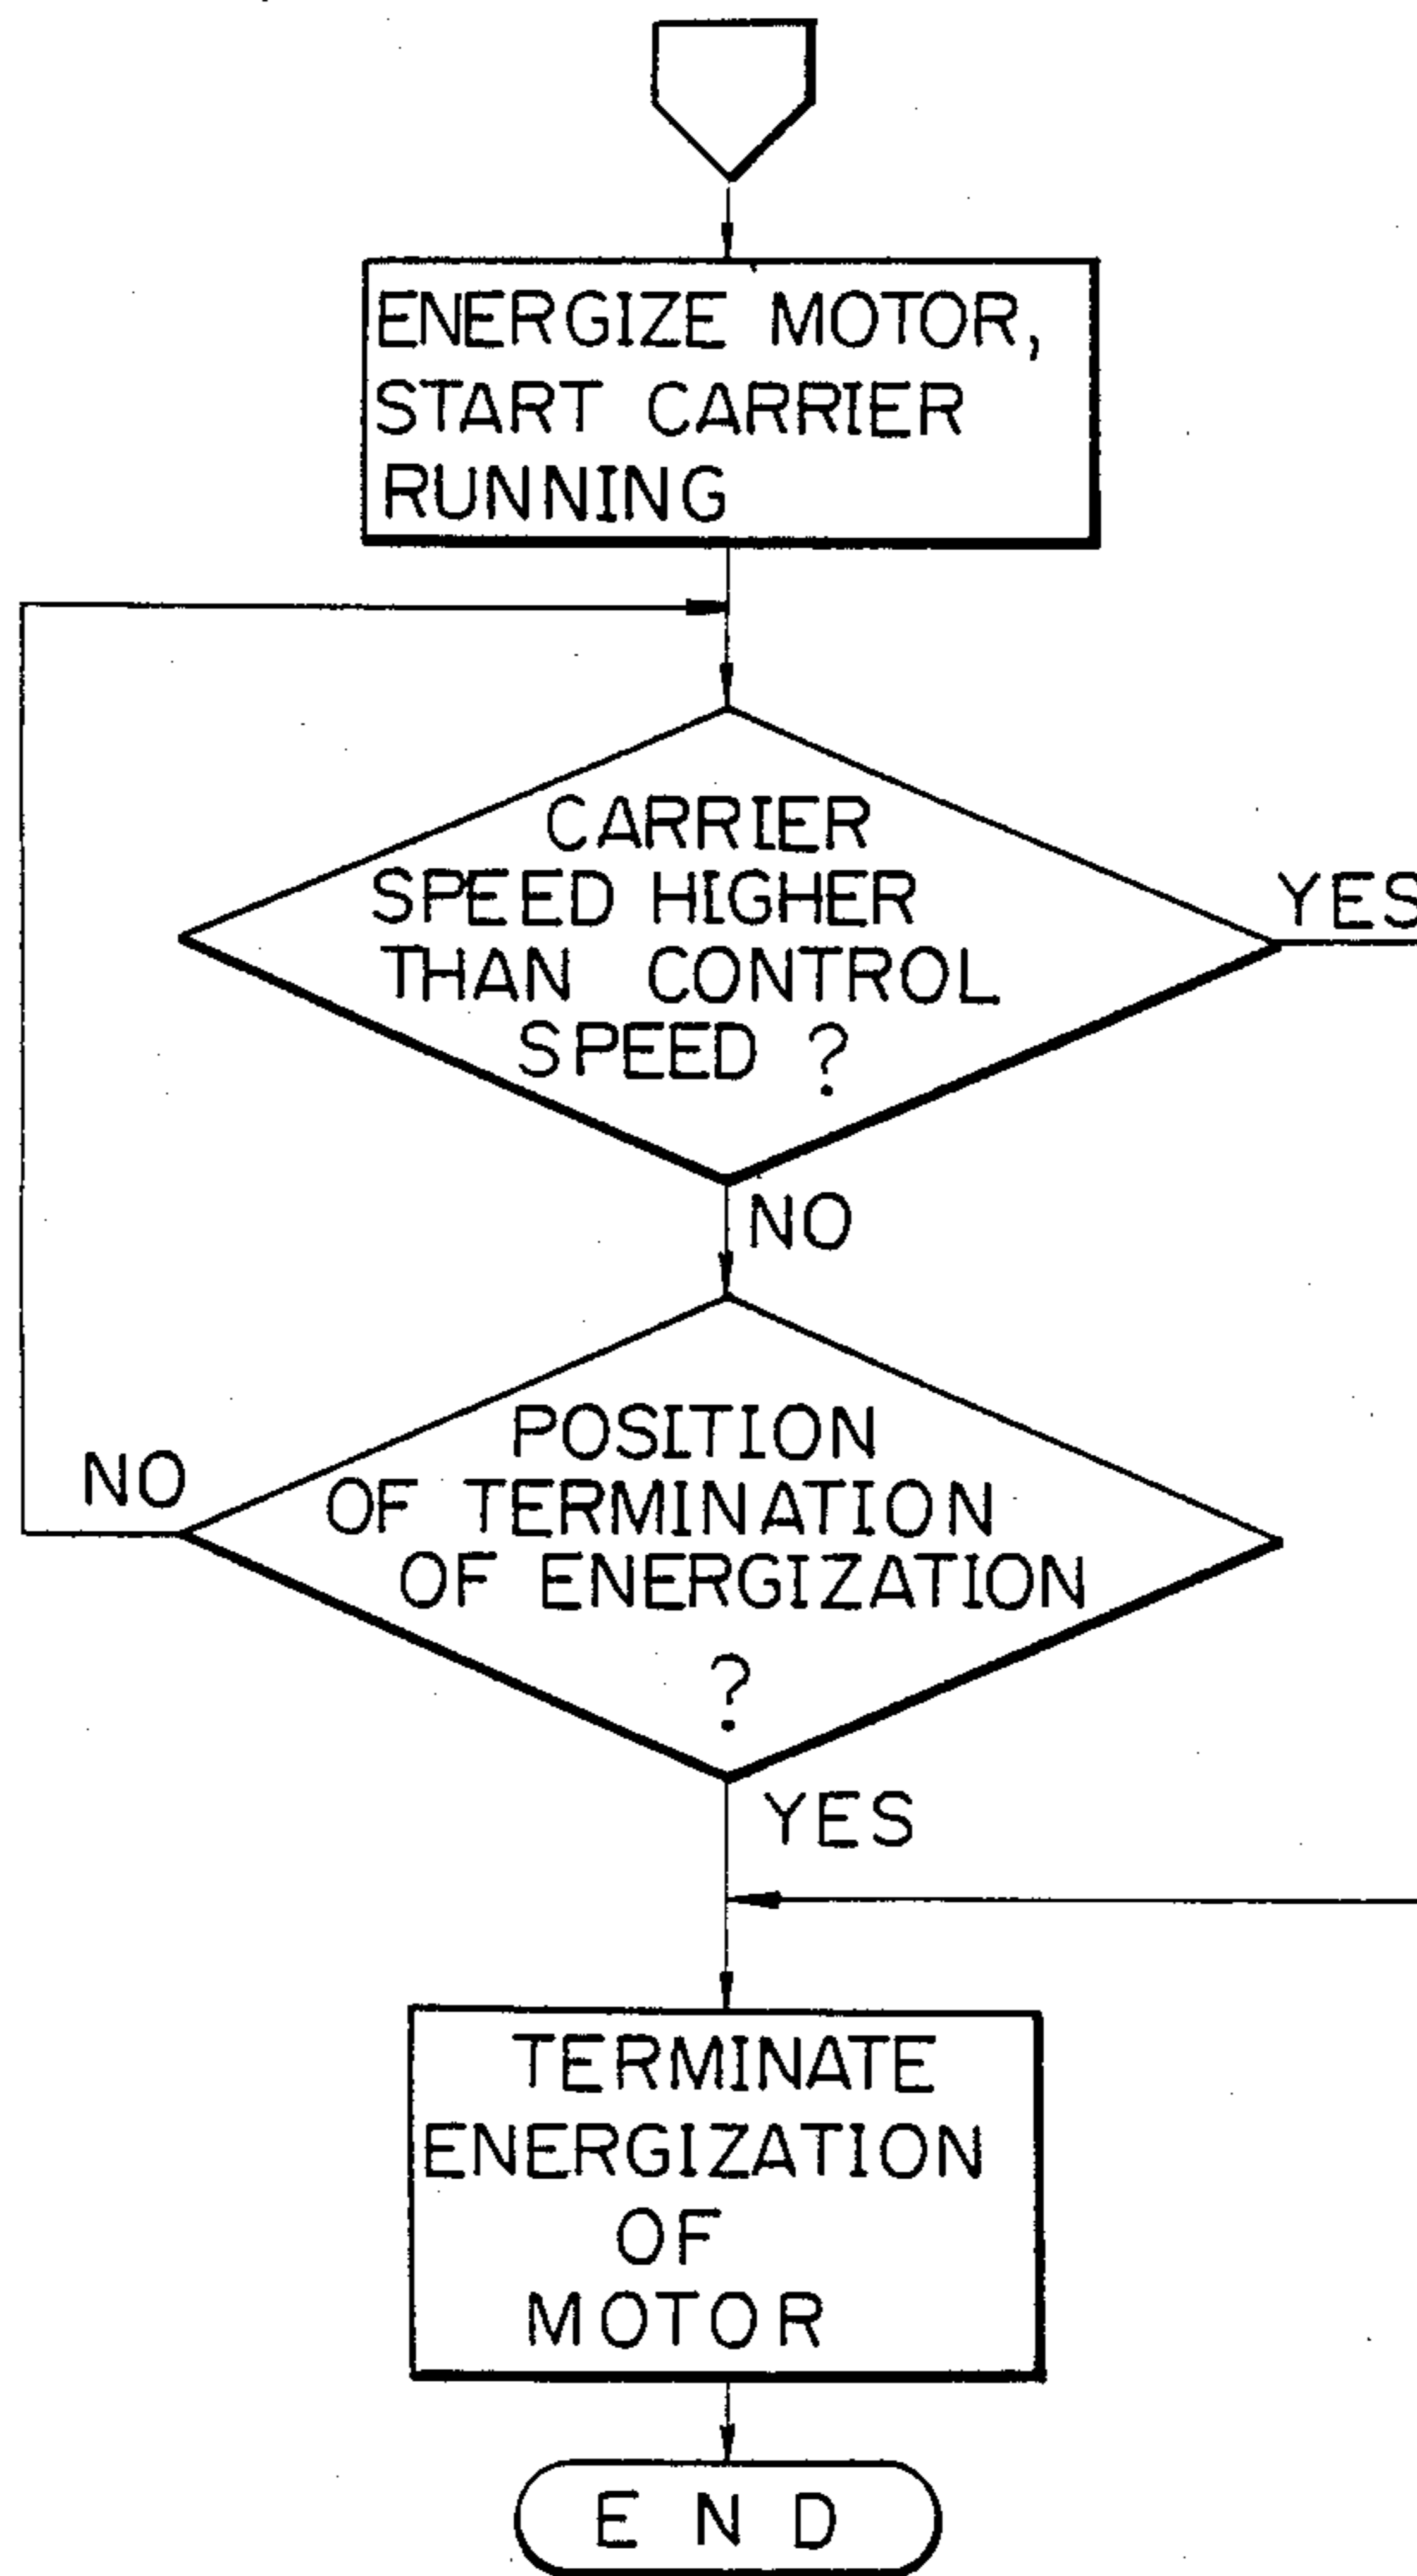 ENERGIZE MOTOR,
START CARRIER
RUNNING
CARRIER
SPEED HIGHER
THAN CONTROL
SPEED ?
YES
NO
POSITION
OF TERMINATION
OF ENERGIZATION
?
NO
YES
TERMINATE
ENERGIZATION
OF
MOTOR
END